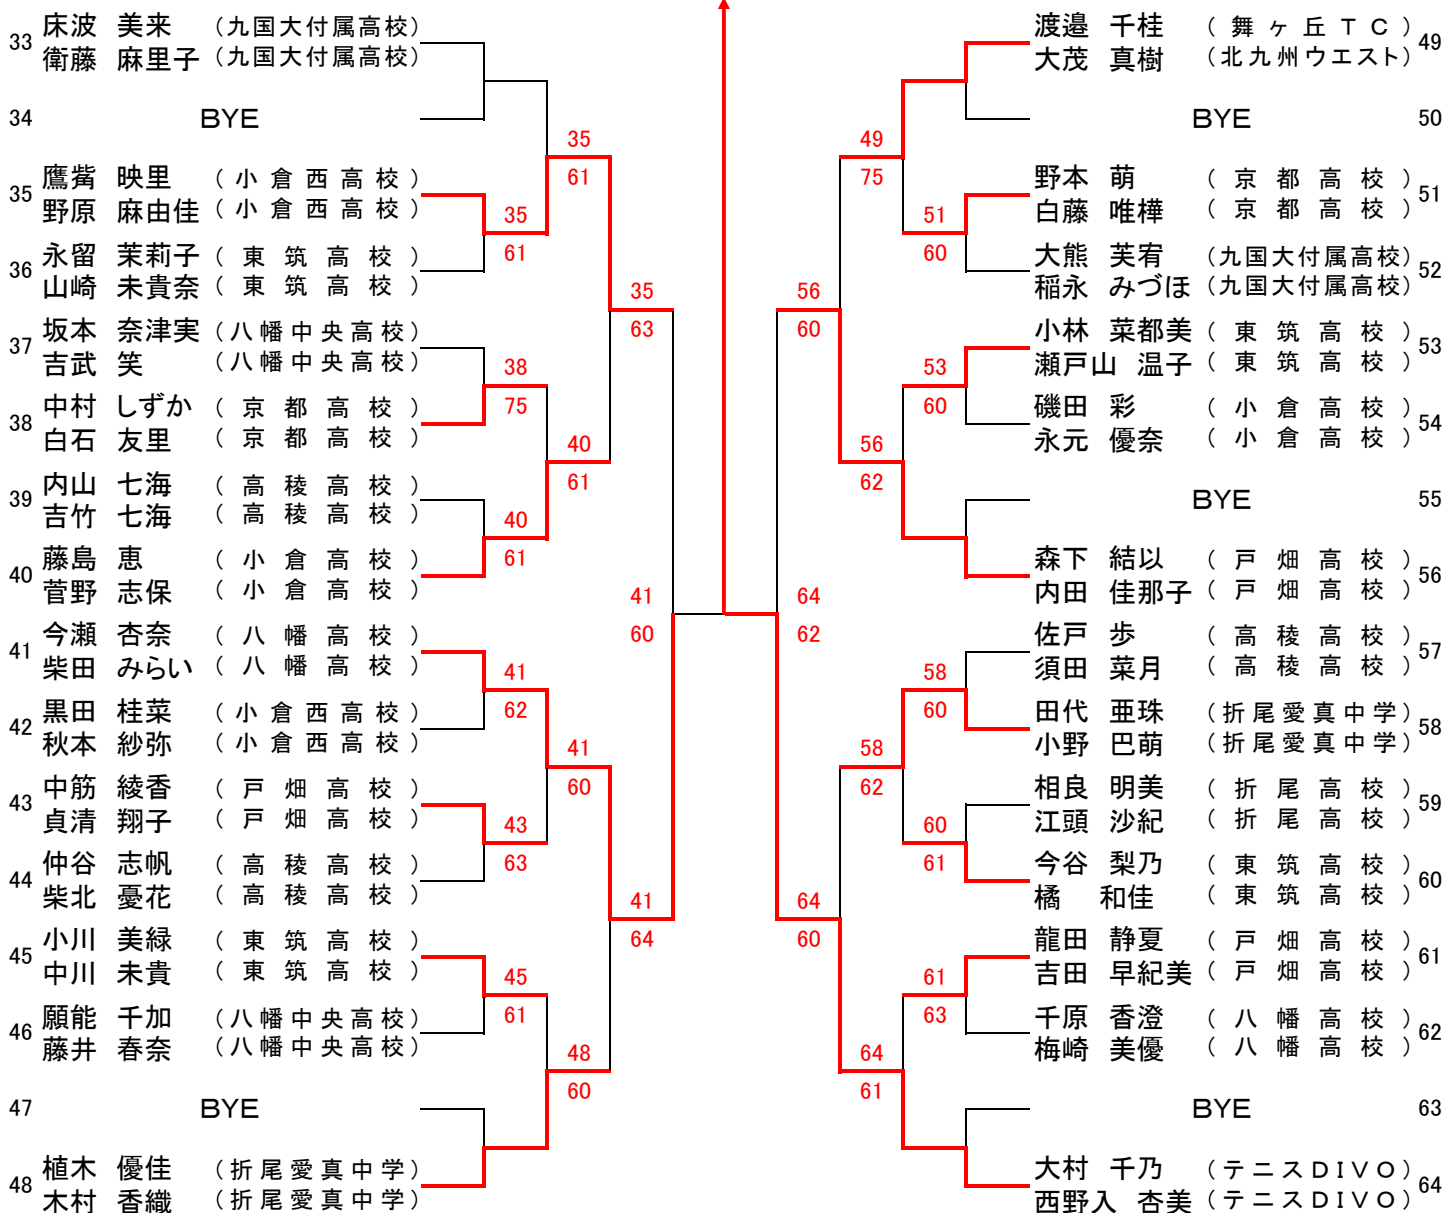 床波 美来 (九国大付属高校)
33
衛藤 麻里子 (九国大付属高校)
34 BYE
35
61
鷹觜 映里 (小倉西高校)
35
野原 麻由佳 (小倉西高校)
35
61
永留 茉莉子 (東筑高校)
36
山崎 未貴奈 (東筑高校)
35
63
坂本 奈津実 (八幡中央高校)
37
吉武 笑 (八幡中央高校)
38
75
中村 しずか (京都高校)
38
白石 友里 (京都高校)
40
61
内山 七海 (高稜高校)
39
吉竹 七海 (高稜高校)
40
61
藤島 恵 (小倉高校)
40
菅野 志保 (小倉高校)
41
60
今瀬 杏奈 (八幡高校)
41
柴田 みらい (八幡高校)
41
62
黒田 桂菜 (小倉西高校)
42
秋本 紗弥 (小倉西高校)
41
60
中筋 綾香 (戸畑高校)
43
貞清 翔子 (戸畑高校)
43
63
仲谷 志帆 (高稜高校)
44
柴北 憂花 (高稜高校)
41
64
小川 美緑 (東筑高校)
45
中川 未貴 (東筑高校)
45
61
願能 千加 (八幡中央高校)
46
藤井 春奈 (八幡中央高校)
48
60
47 BYE
植木 優佳 (折尾愛真中学)
48
木村 香織 (折尾愛真中学)
渡邉 千桂 (舞ヶ丘TC)
49
大茂 真樹 (北九州ウエスト)
BYE 50
49
75
野本 萌 (京都高校)
51
白藤 唯樺 (京都高校)
51
60
大熊 芙宥 (九国大付属高校)
52
稲永 みづほ (九国大付属高校)
56
60
小林 菜都美 (東筑高校)
53
瀬戸山 温子 (東筑高校)
53
60
磯田 彩 (小倉高校)
54
永元 優奈 (小倉高校)
56
62
BYE 55
森下 結以 (戸畑高校)
56
内田 佳那子 (戸畑高校)
64
62
佐戸 歩 (高稜高校)
57
須田 菜月 (高稜高校)
58
60
田代 亜珠 (折尾愛真中学)
58
小野 巴萌 (折尾愛真中学)
58
62
相良 明美 (折尾高校)
59
江頭 沙紀 (折尾高校)
60
61
今谷 梨乃 (東筑高校)
60
橘 和佳 (東筑高校)
64
60
龍田 静夏 (戸畑高校)
61
吉田 早紀美 (戸畑高校)
61
63
千原 香澄 (八幡高校)
62
梅崎 美優 (八幡高校)
64
61
BYE 63
大村 千乃 (テニスDIVO)
64
西野入 杏美 (テニスDIVO)